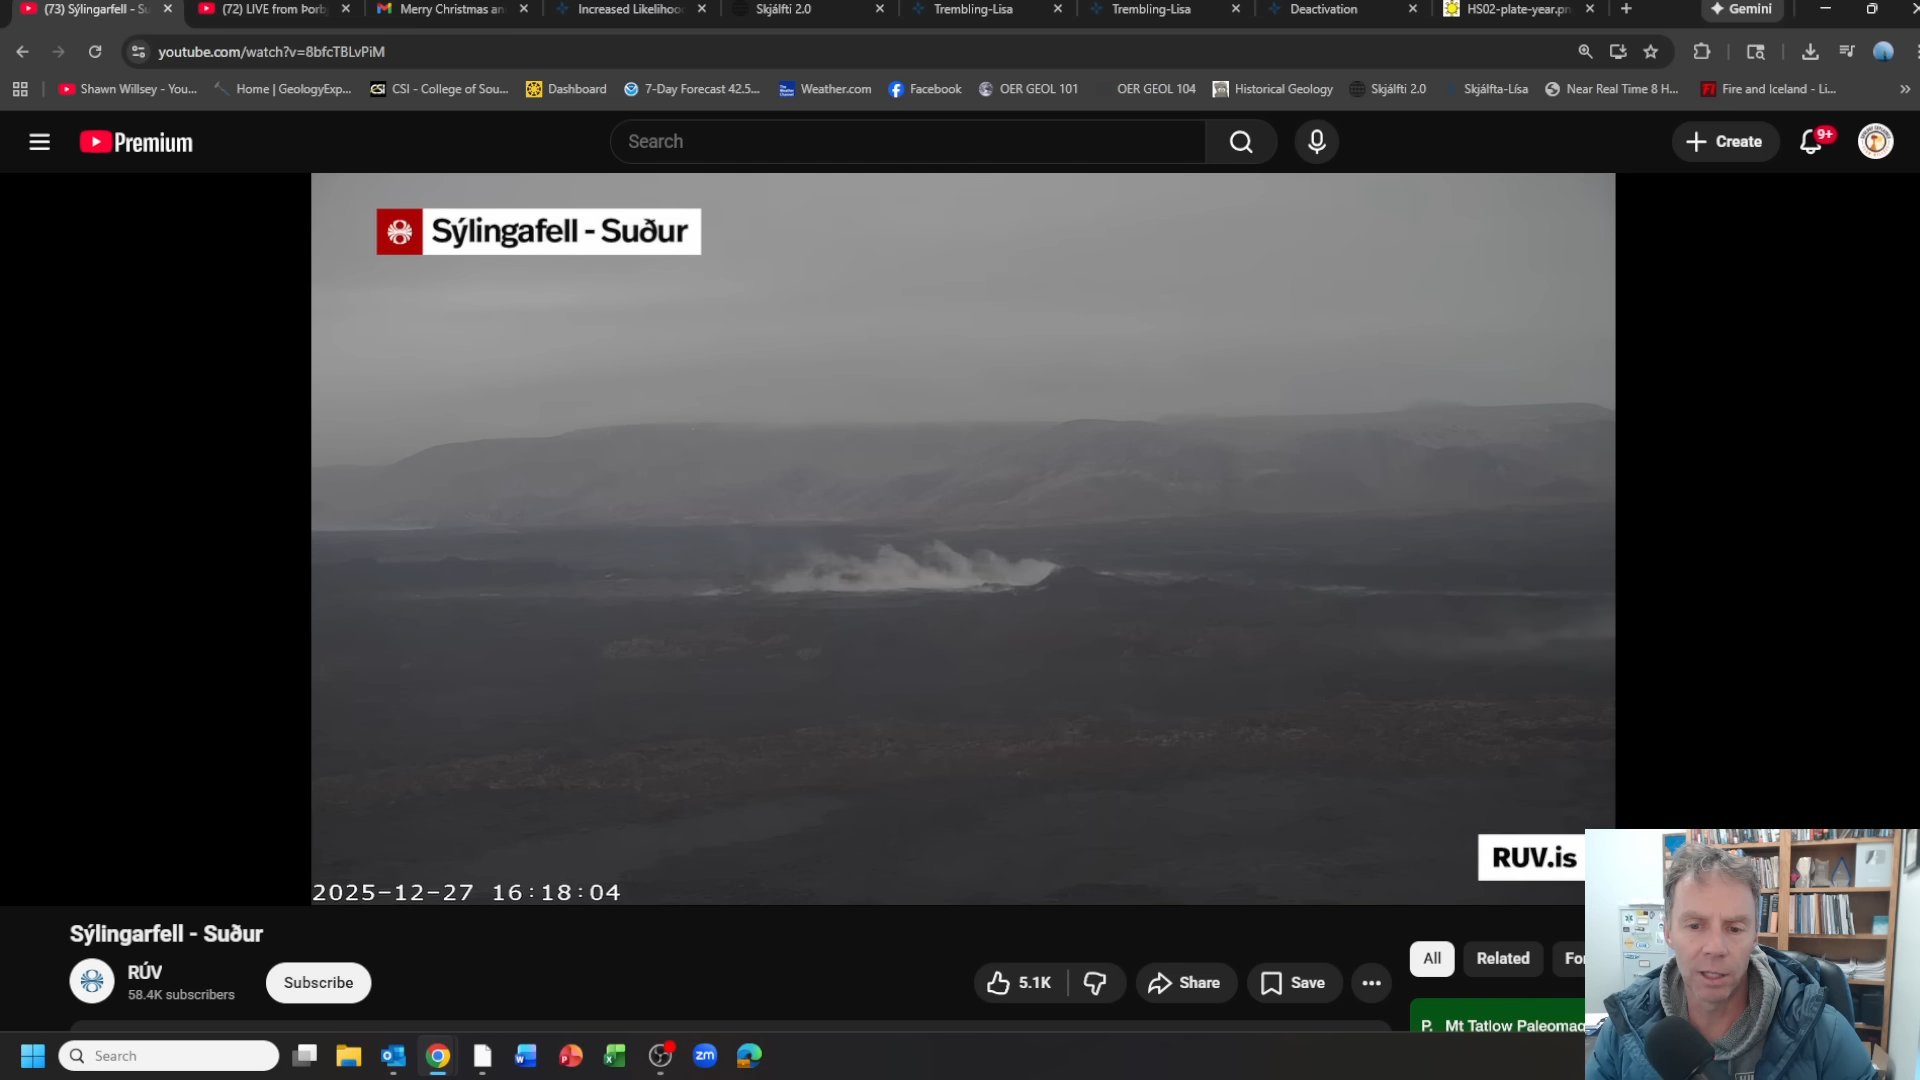 (73) Sýlingarfell - Su
(72) LIVE from Þorb
Merry Christmas an
Increased Likelihoo
Skjálfti 2.0
Trembling-Lisa
Trembling-Lisa
Deactivation
HS02-plate-year.pn
Gemini
youtube.com/watch?v=8bfcTBLvPiM
Shawn Willsey - You...
Home | GeologyExp...
CSI - College of Sou...
Dashboard
7-Day Forecast 42.5...
Weather.com
Facebook
OER GEOL 101
OER GEOL 104
Historical Geology
Skjálfti 2.0
Skjálfta-Lísa
Near Real Time 8 H...
Fire and Iceland - Li...
Premium
Search
Create
9+
Sýlingafell - Suður
RUV.is
2025-12-27 16:18:04
Sýlingarfell - Suður
RÚV
58.4K subscribers
Subscribe
5.1K
Share
Save
All
Related
Fo
P. Mt Tatlow Paleomag
Search
zm